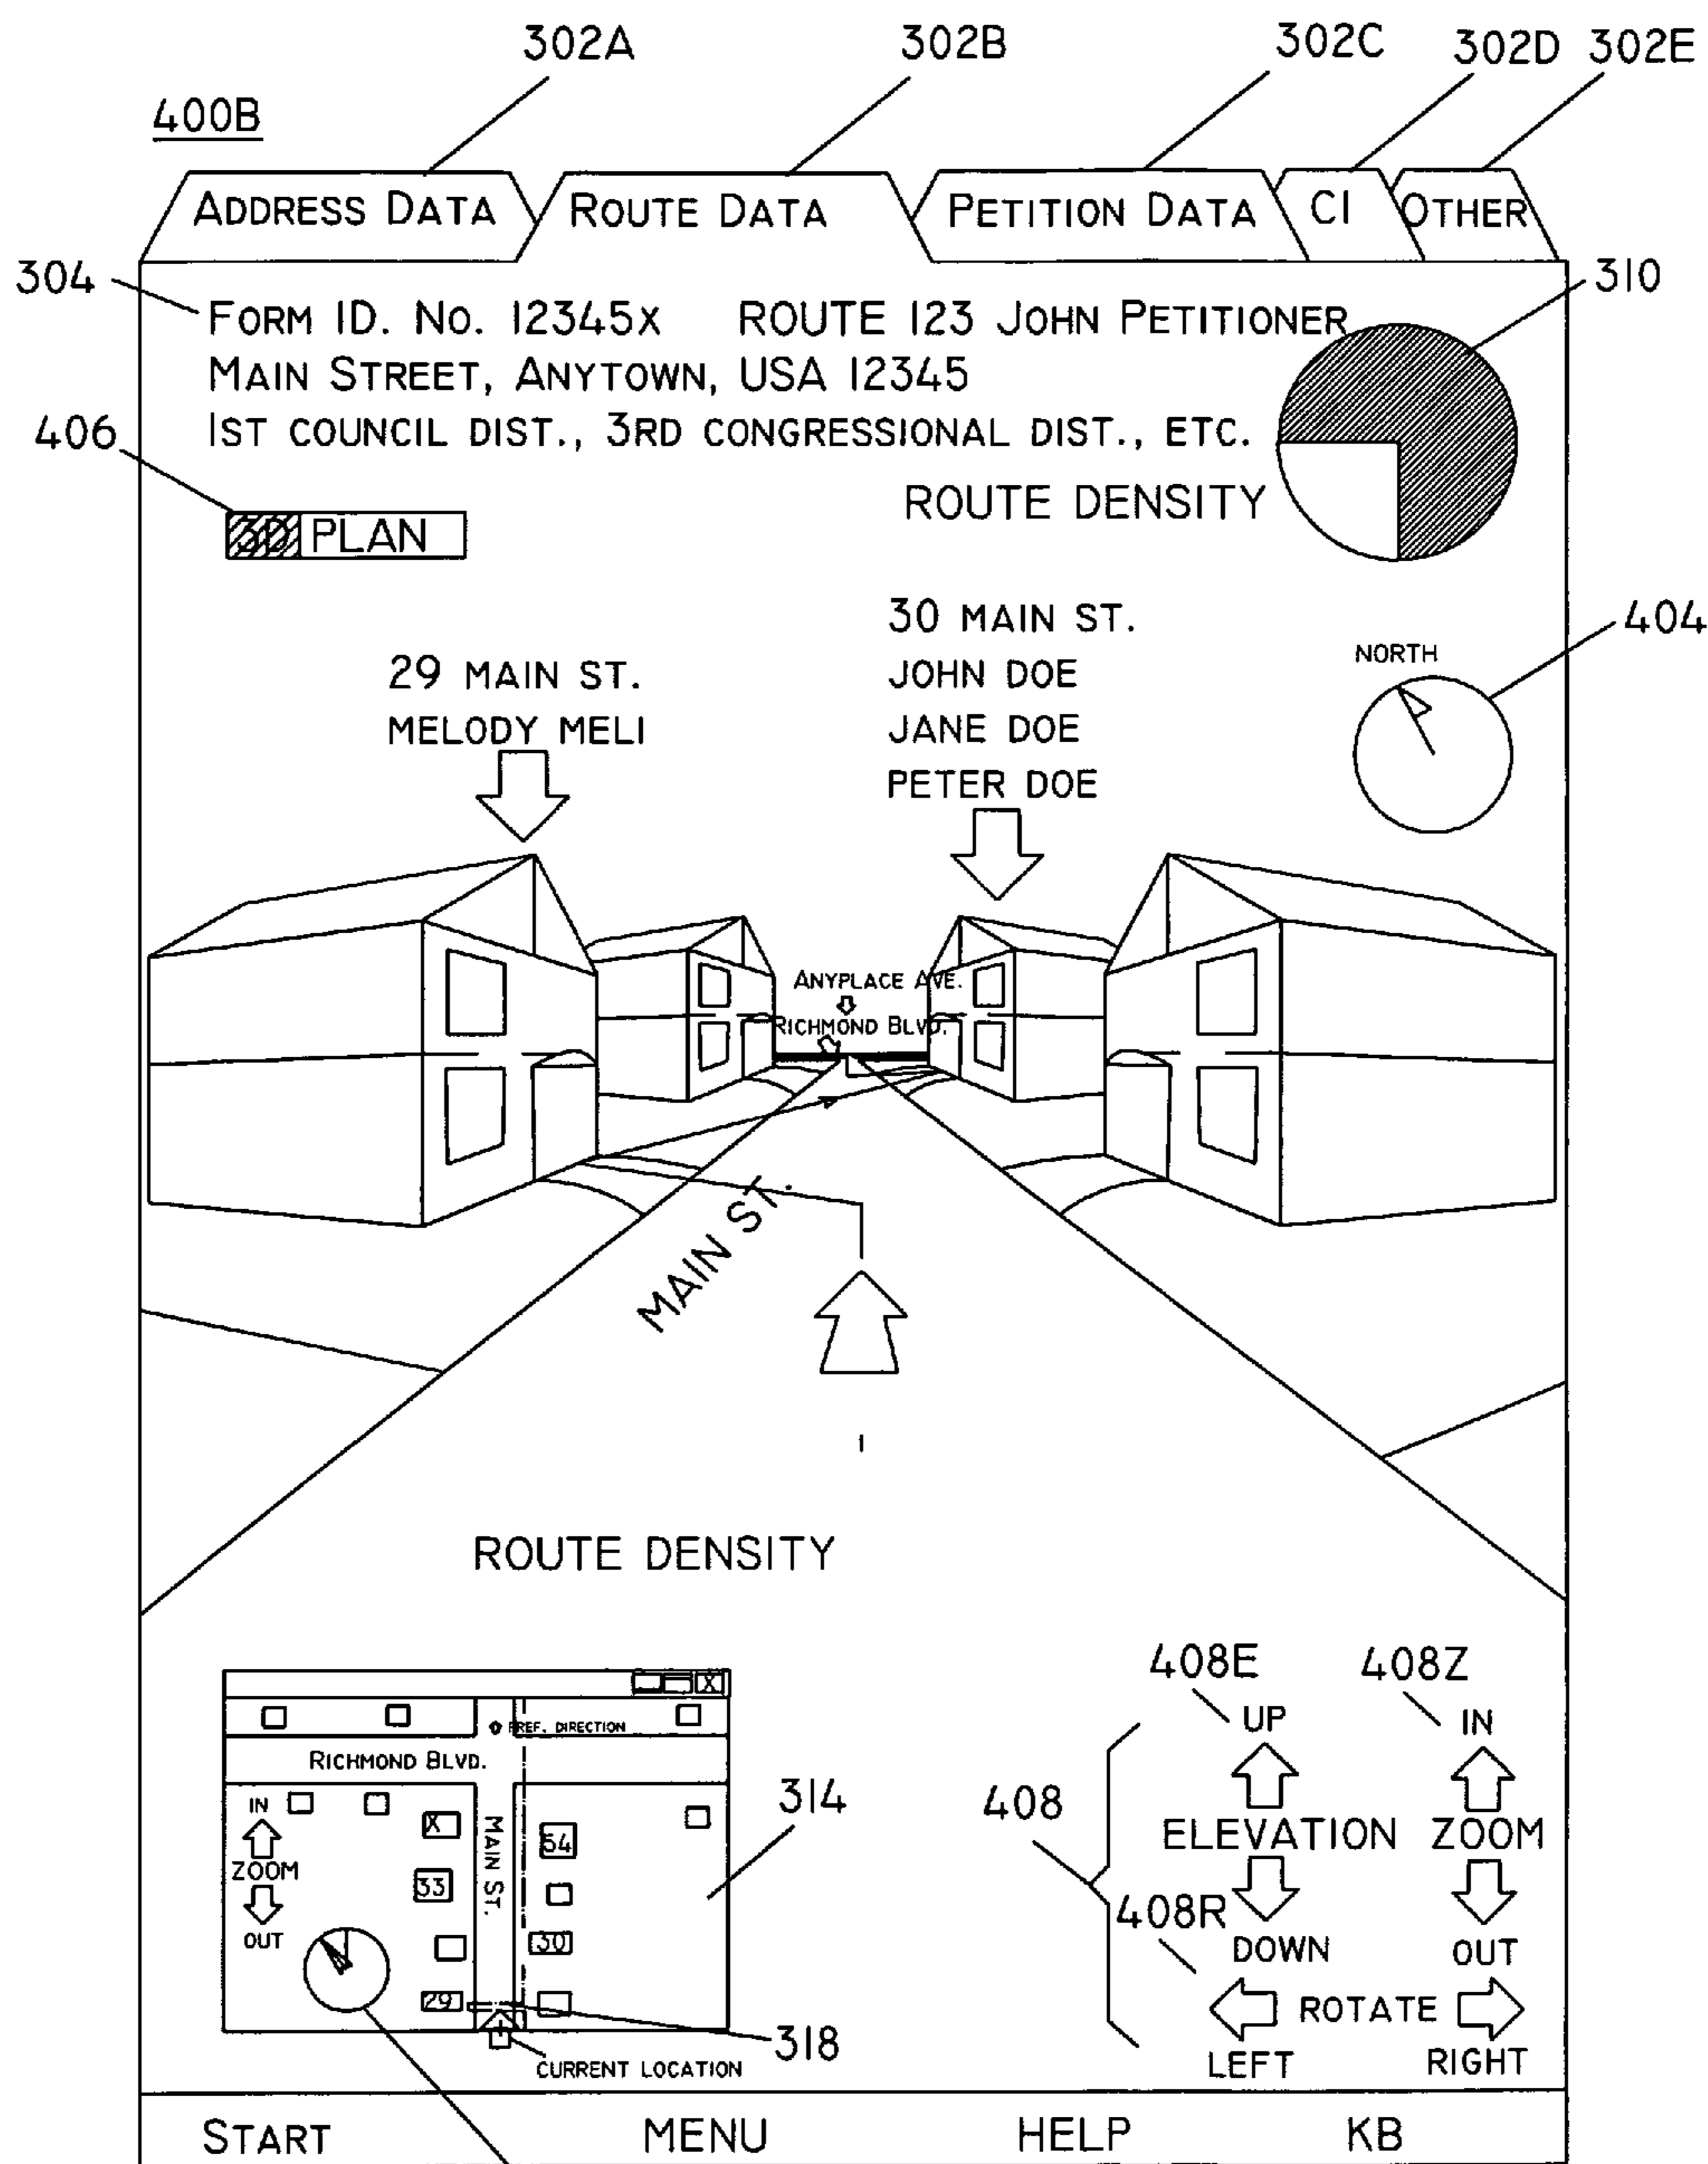 302A 302B 302C 302D 302E
400B
ADDRESS DATA ROUTE DATA PETITION DATA CI OTHER
304
310
FORM ID. NO. 12345X ROUTE 123 JOHN PETITIONER
MAIN STREET, ANYTOWN, USA 12345
406
1ST COUNCIL DIST., 3RD CONGRESSIONAL DIST., ETC.
ROUTE DENSITY
3D PLAN
30 MAIN ST.
404
NORTH
29 MAIN ST.
JOHN DOE
MELODY MELI
JANE DOE
PETER DOE
ANYPLACE AVE.
RICHMOND BLVD.
MAIN ST.
ROUTE DENSITY
408E 408Z
X
UP IN
PREF. DIRECTION
RICHMOND BLVD.
314
408
IN
X
MAIN ST.
54
ELEVATION ZOOM
ZOOM
33
408R
OUT
30
DOWN OUT
29
ROTATE
318
CURRENT LOCATION
LEFT RIGHT
START MENU HELP KB